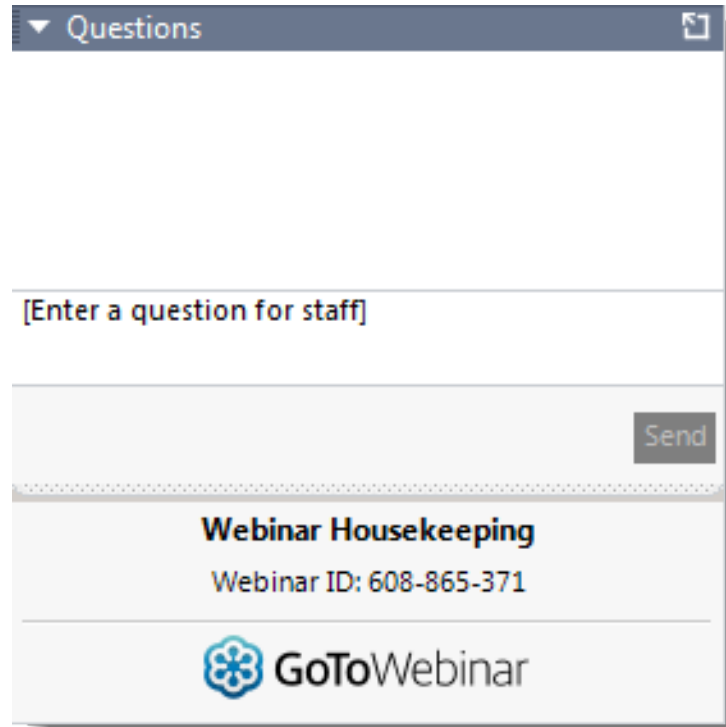 Questions
[Enter a question for staff]
Send
Webinar Housekeeping
Webinar ID: 608-865-371
GoToWebinar